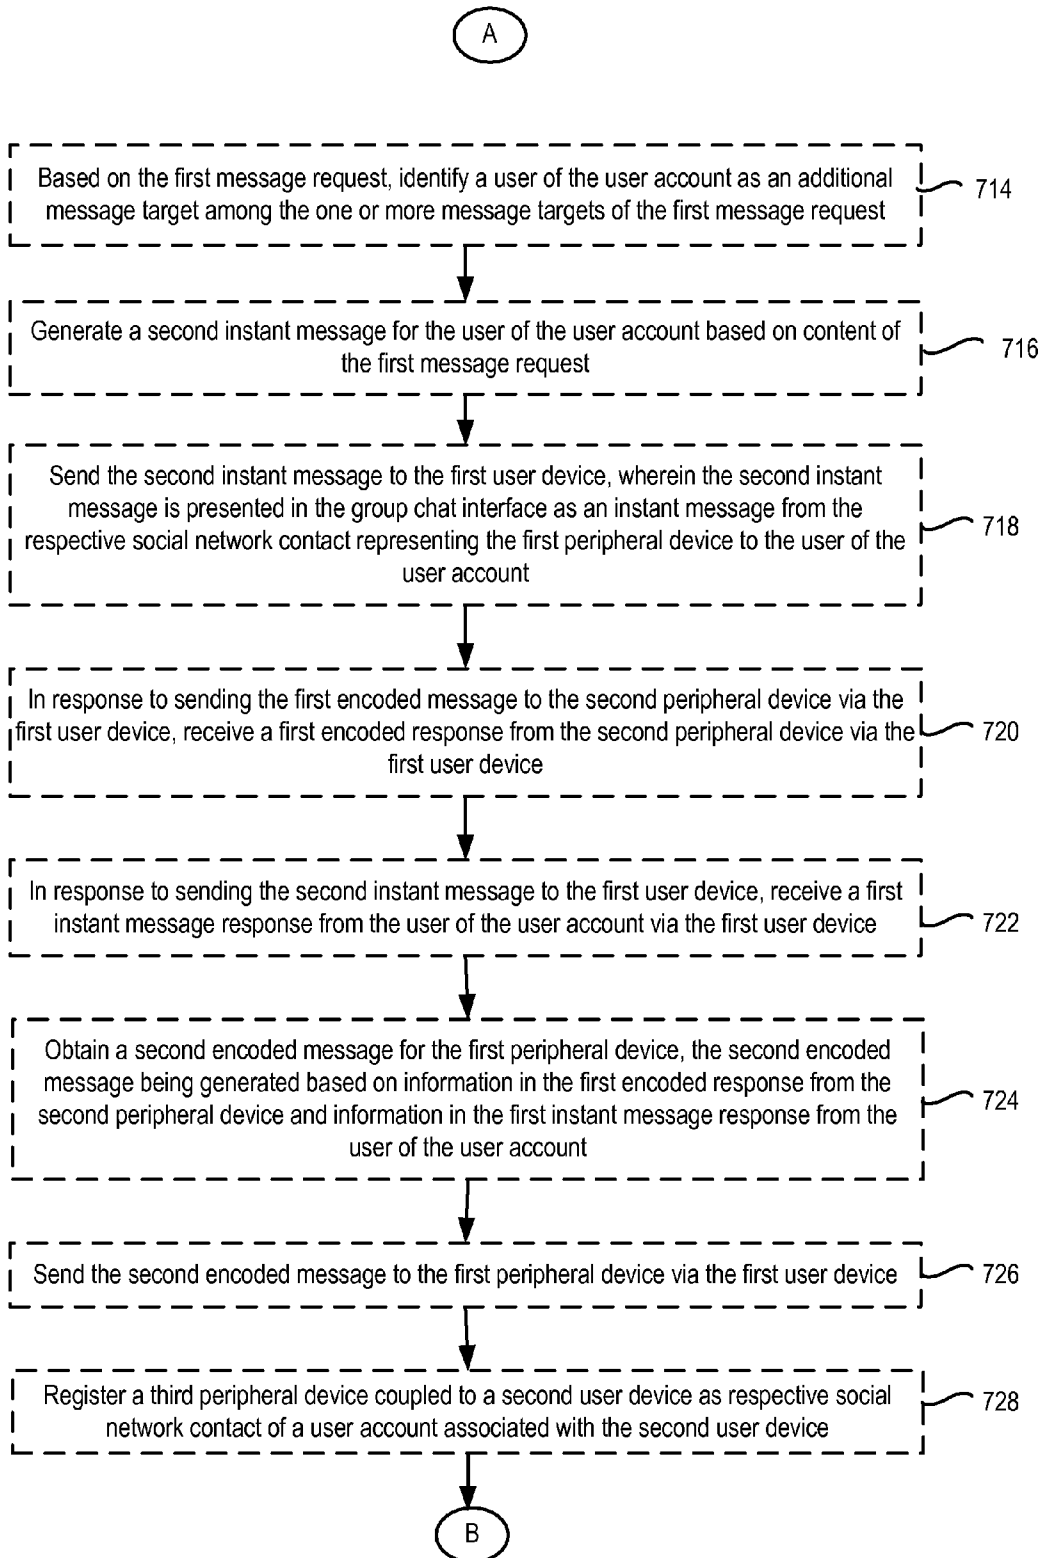 A
Based on the first message request, identify a user of the user account as an additional
message target among the one or more message targets of the first message request
714
Generate a second instant message for the user of the user account based on content of
the first message request
716
Send the second instant message to the first user device, wherein the second instant
message is presented in the group chat interface as an instant message from the
respective social network contact representing the first peripheral device to the user of the
user account
718
In response to sending the first encoded message to the second peripheral device via the
first user device, receive a first encoded response from the second peripheral device via the
first user device
720
In response to sending the second instant message to the first user device, receive a first
instant message response from the user of the user account via the first user device
722
Obtain a second encoded message for the first peripheral device, the second encoded
message being generated based on information in the first encoded response from the
second peripheral device and information in the first instant message response from the
user of the user account
724
Send the second encoded message to the first peripheral device via the first user device
726
Register a third peripheral device coupled to a second user device as respective social
network contact of a user account associated with the second user device
728
B